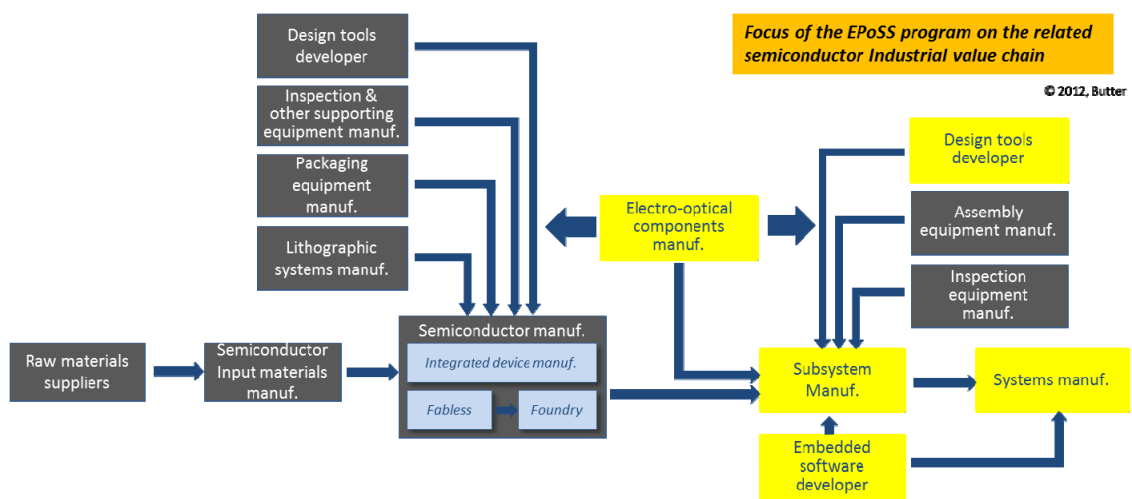 Focus of the EPoSS program on the related
semiconductor Industrial value chain
© 2012, Butter
Design tools
developer
Inspection &
other supporting
equipment manuf.
Packaging
equipment
manuf.
Lithographic
systems manuf.
Electro-optical
components
manuf.
Design tools
developer
Assembly
equipment manuf.
Inspection
equipment
manuf.
Raw materials
suppliers
Semiconductor
Input materials
manuf.
Semiconductor manuf.
Integrated device manuf.
Fabless
Foundry
Subsystem
Manuf.
Systems manuf.
Embedded
software
developer